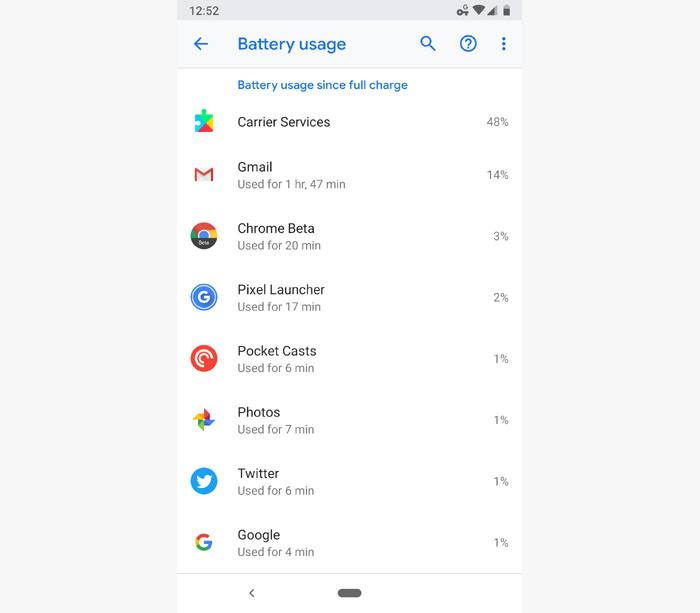 12:52
Battery usage
Battery usage since full charge
Carrier Services
48%
Gmail
Used for 1 hr, 47 min
14%
Beta
Chrome Beta
Used for 20 min
3%
G
Pixel Launcher
Used for 17 min
2%
Pocket Casts
Used for 6 min
1%
Photos
Used for 7 min
1%
Twitter
Used for 6 min
1%
G
Google
Used for 4 min
1%